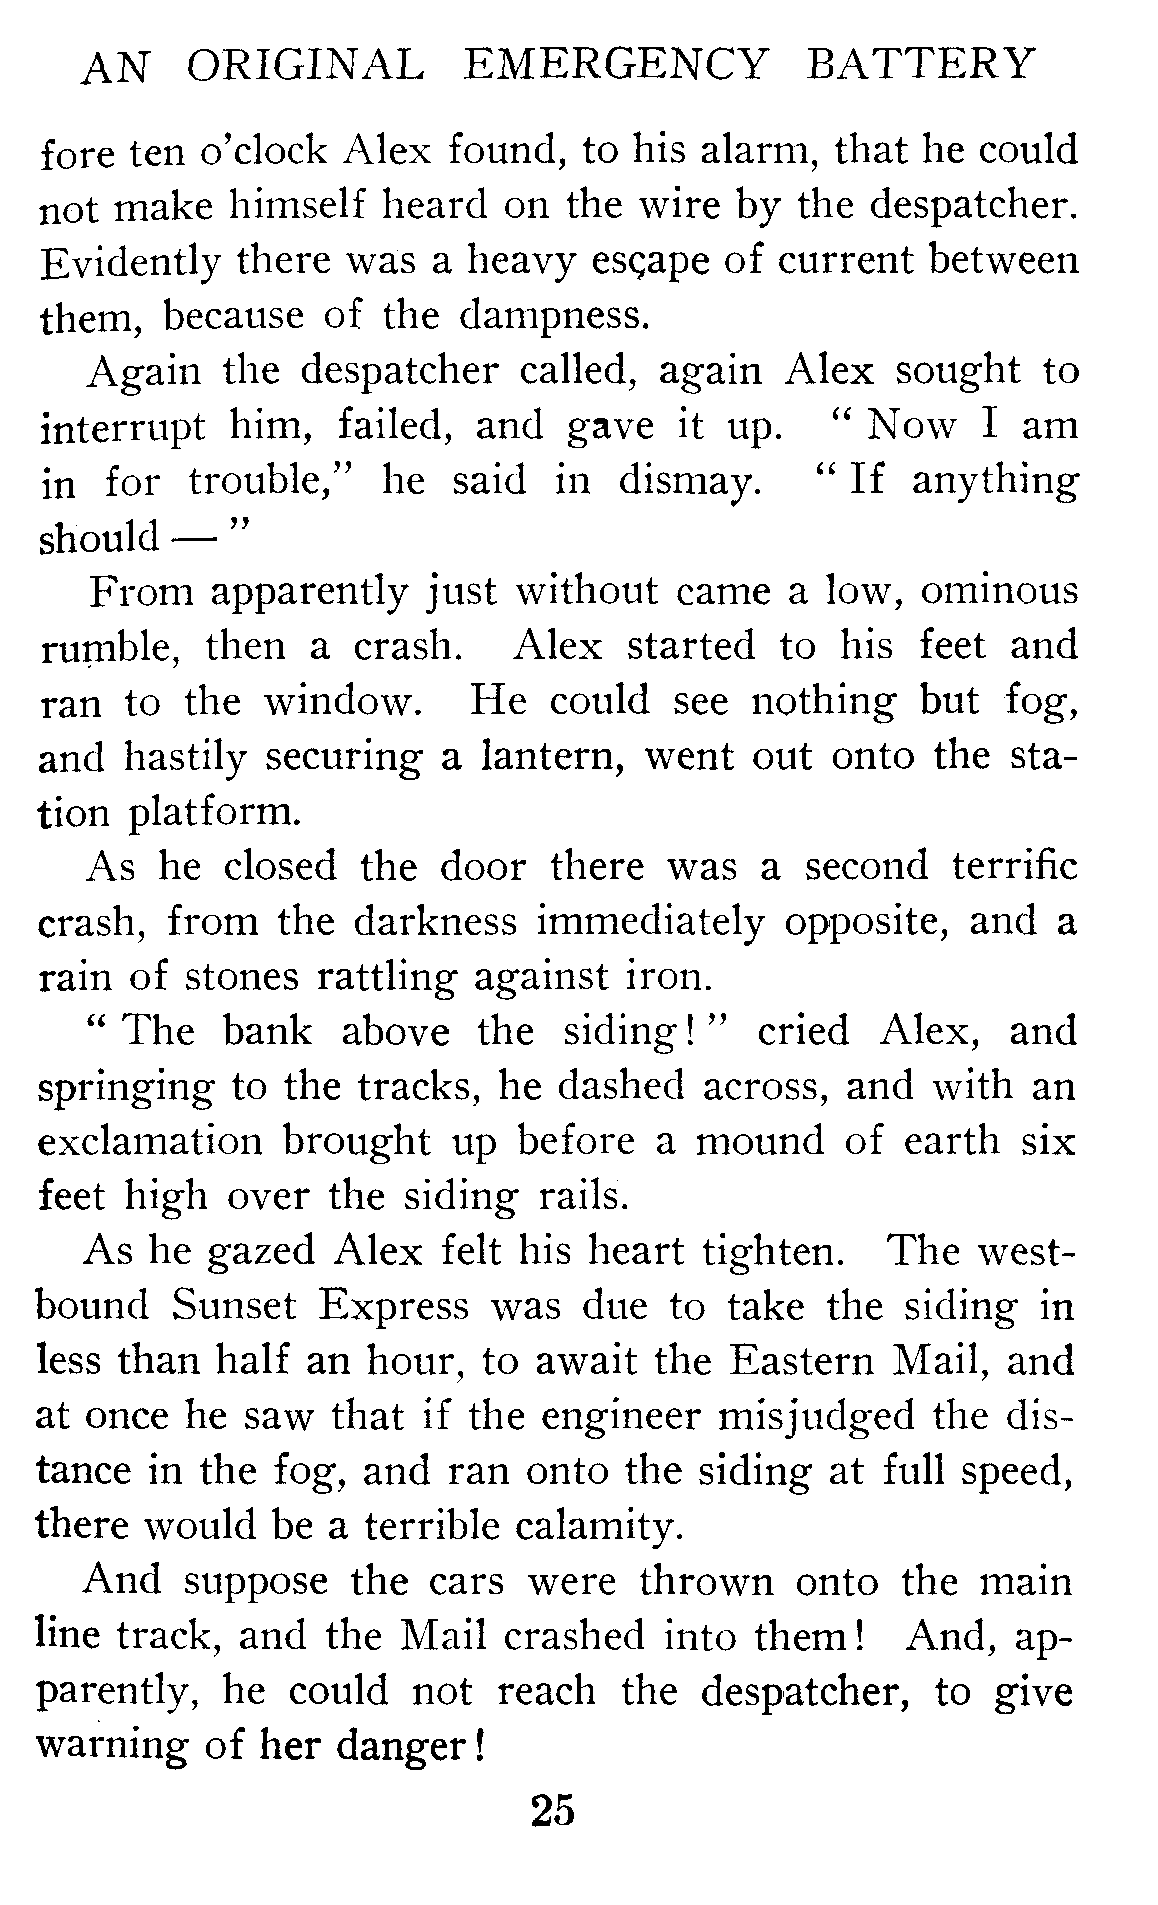 AN ORIGINAL EMERGENCY BATTERY
fore ten o'clock Alex found, to his alarm, that he could
not make himself heard on the wire by the despatcher.
Evidently there was a heavy escape of current between
them, because of the dampness.
Again the despatcher called, again Alex sought to
interrupt him, failed, and gave it up. “ Now I am
in for trouble,” he said in dismay. “ If anything
should — ”
From apparently just without came a low, ominous
rumble, then a crash. Alex started to his feet and
ran to the window. He could see nothing but fog,
and hastily securing a lantern, went out onto the sta-
tion platform.
As he closed the door there was a second terrific
crash, from the darkness immediately opposite, and a
rain of stones rattling against iron.
“ The bank above the siding! ” cried Alex, and
springing to the tracks, he dashed across, and with an
exclamation brought up before a mound of earth six
feet high over the siding rails.
As he gazed Alex felt his heart tighten. The west-
bound Sunset Express was due to take the siding in
less than half an hour, to await the Eastern Mail, and
at once he saw that if the engineer misjudged the dis-
tance in the fog, and ran onto the siding at full speed,
there would be a terrible calamity.
And suppose the cars were thrown onto the main
line track, and the Mail crashed into them! And, ap-
parently, he could not reach the despatcher, to give
warning of her danger!
25